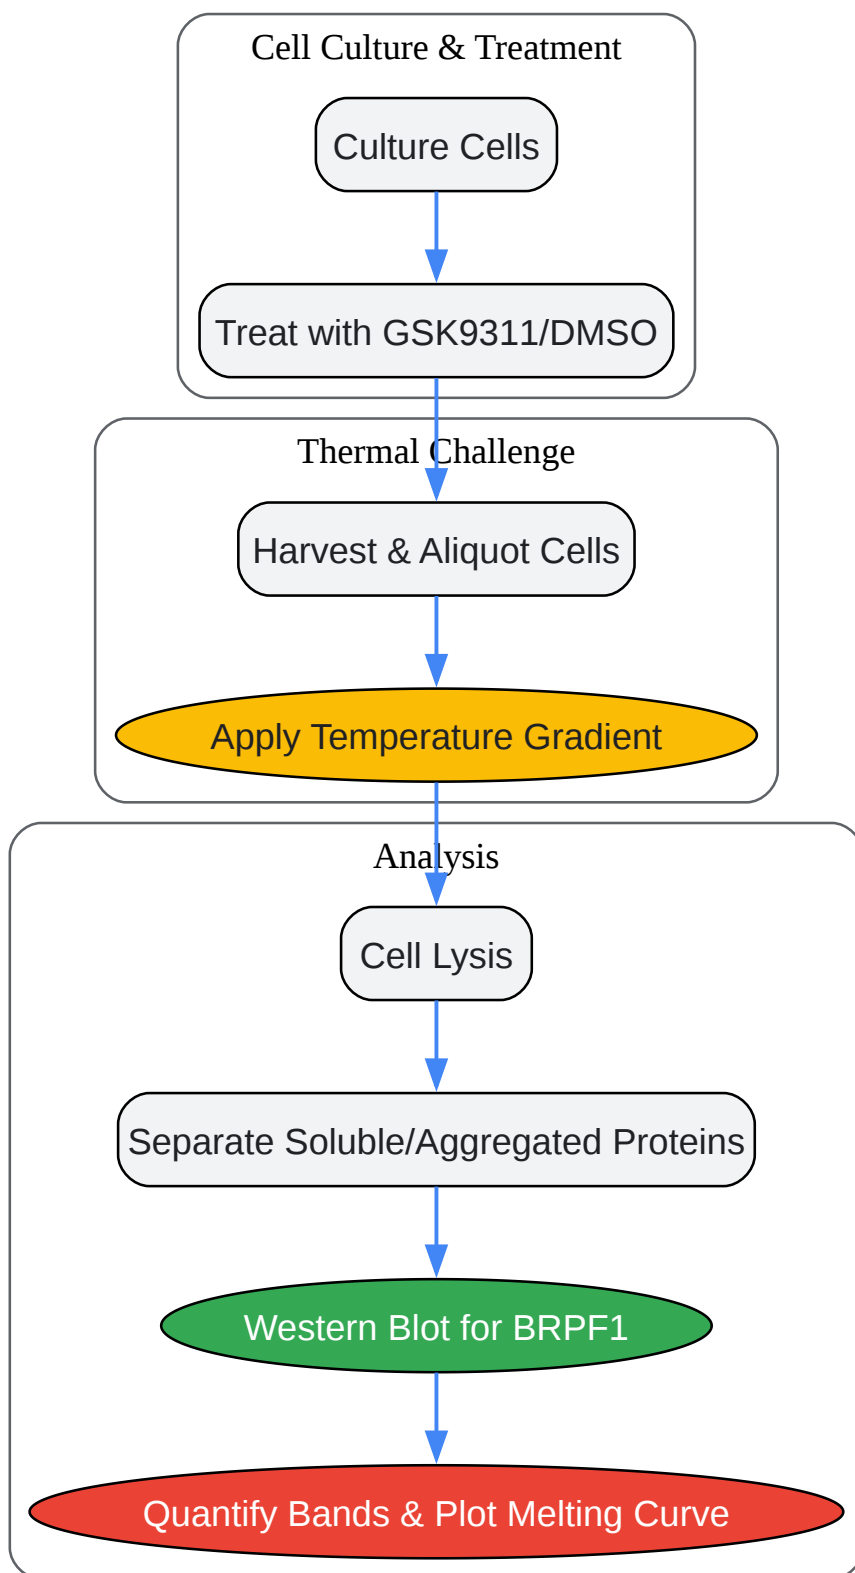 Cell Culture & Treatment
Culture Cells
Treat with GSK9311/DMSO
Thermal Challenge
Harvest & Aliquot Cells
Apply Temperature Gradient
Analysis
Cell Lysis
Separate Soluble/Aggregated Proteins
Western Blot for BRPF1
Quantify Bands & Plot Melting Curve